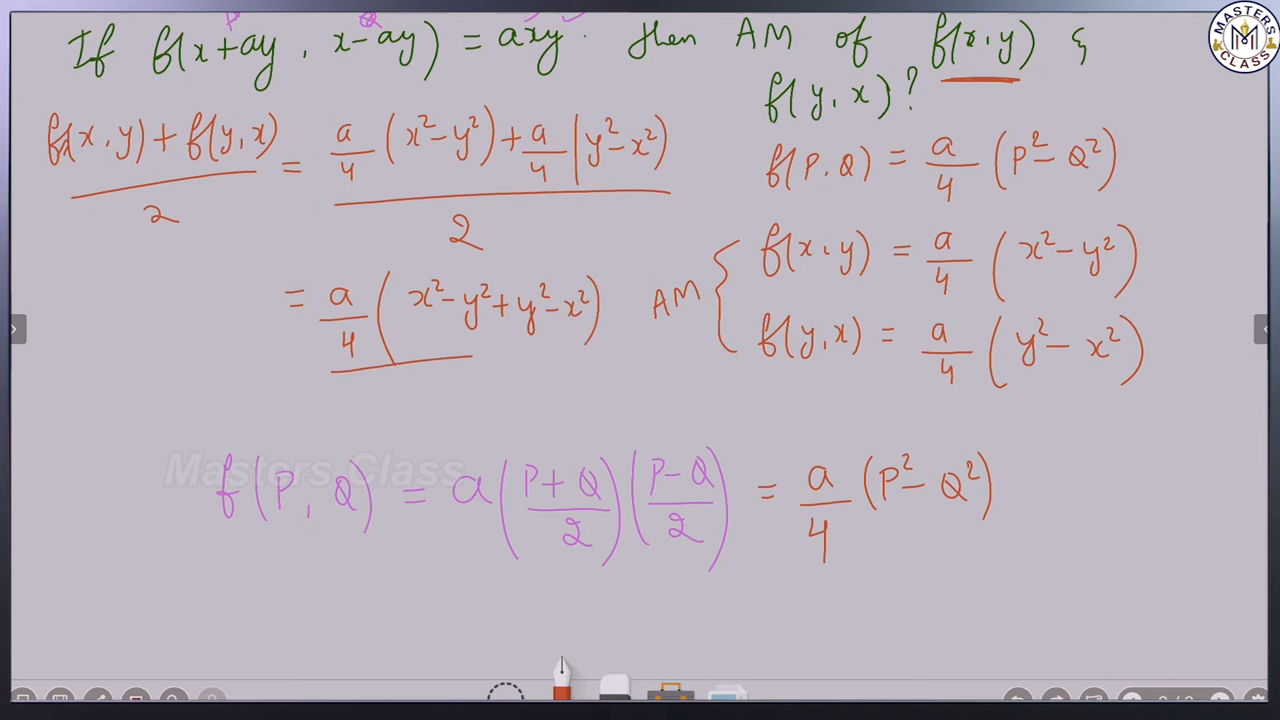 P Q
If f(x+ay, x-ay) = axy. then AM of f(x,y) &
f(y,x)?
f(x,y) + f(y,x) / 2 = a/4 (x²-y²) + a/4 (y²-x²) / 2
f(P,Q) = a/4 (P²-Q²)
= a/4 (x²-y²+y²-x²)
AM { f(x,y) = a/4 (x²-y²)
f(y,x) = a/4 (y²-x²)
f(P,Q) = a (P+Q/2) (P-Q/2) = a/4 (P²-Q²)
Masters Class
MASTERS
M
CLASS